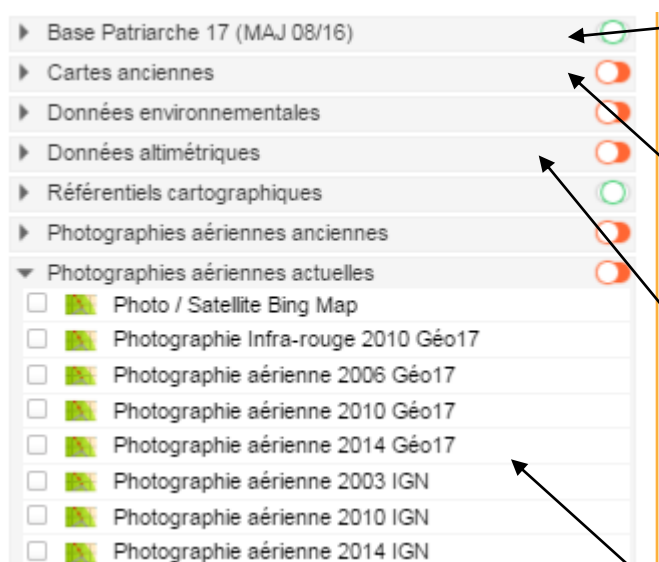 Base Patriarche 17 (MAJ 08/16)
Cartes anciennes
Données environnementales
Données altimétriques
Référentiels cartographiques
Photographies aériennes anciennes
Photographies aériennes actuelles
Photo / Satellite Bing Map
Photographie Infra-rouge 2010 Géo17
Photographie aérienne 2006 Géo17
Photographie aérienne 2010 Géo17
Photographie aérienne 2014 Géo17
Photographie aérienne 2003 IGN
Photographie aérienne 2010 IGN
Photographie aérienne 2014 IGN